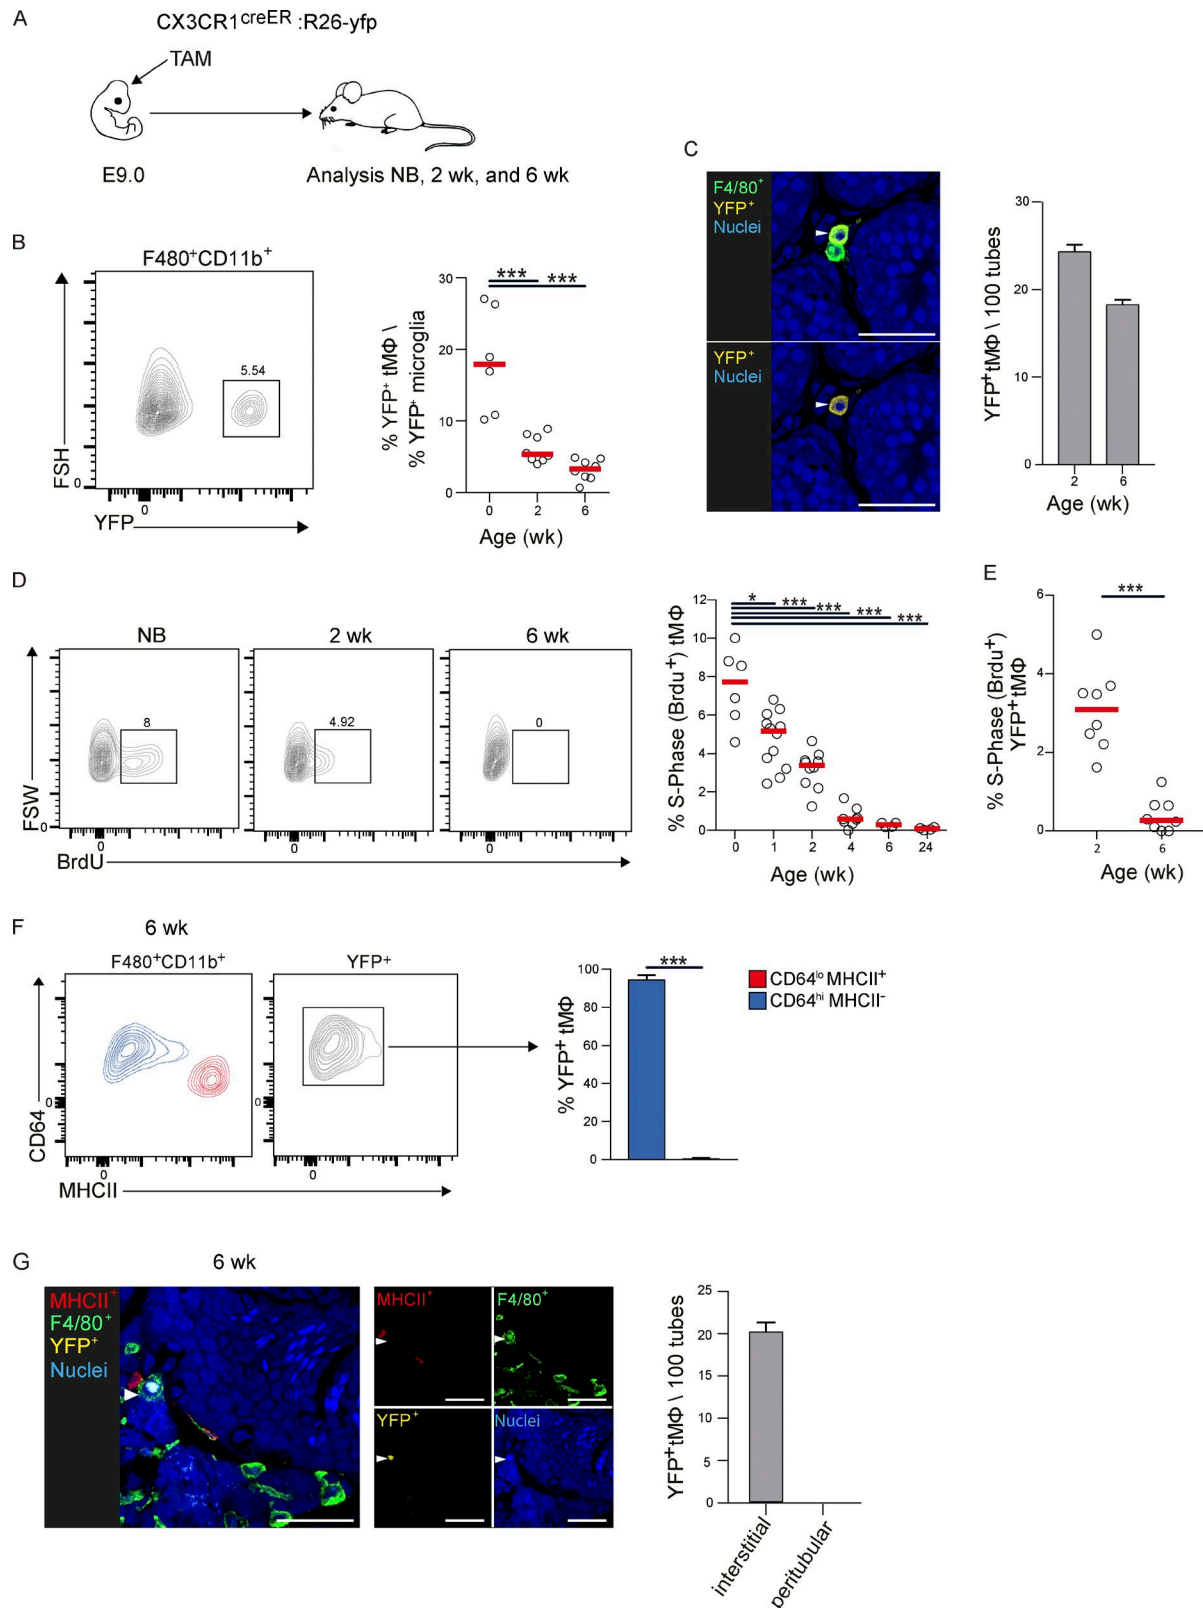 A
CX3CR1creER :R26-yfp
TAM
E9.0
Analysis NB, 2 wk, and 6 wk
B
F480+CD11b+
5.54
FSH
0
0
YFP
% YFP+ tMΦ \
% YFP+ microglia
30
20
10
0
***
***
0 2 6
Age (wk)
C
F4/80+
YFP+
Nuclei
YFP+
Nuclei
YFP+tMΦ \ 100 tubes
30
20
10
0
2 6
Age (wk)
D
NB
2 wk
6 wk
8
4.92
0
FSW
0
0
0
0
BrdU
% S-Phase (Brdu+) tMΦ
12
10
8
6
4
2
0
*
***
***
***
***
0 1 2 4 6 24
Age (wk)
E
% S-Phase (Brdu+)
YFP+tMΦ
6
4
2
0
***
2 6
Age (wk)
F
6 wk
F480+CD11b+
YFP+
CD64
0
0
0
0
MHCII
% YFP+ tMΦ
100
80
60
40
20
0
***
CD64lo MHCII+
CD64hi MHCII-
G
6 wk
MHCII+
F4/80+
YFP+
Nuclei
MHCII+
F4/80+
YFP+
Nuclei
YFP+tMΦ \ 100 tubes
25
20
15
10
5
0
interstitial
peritubular